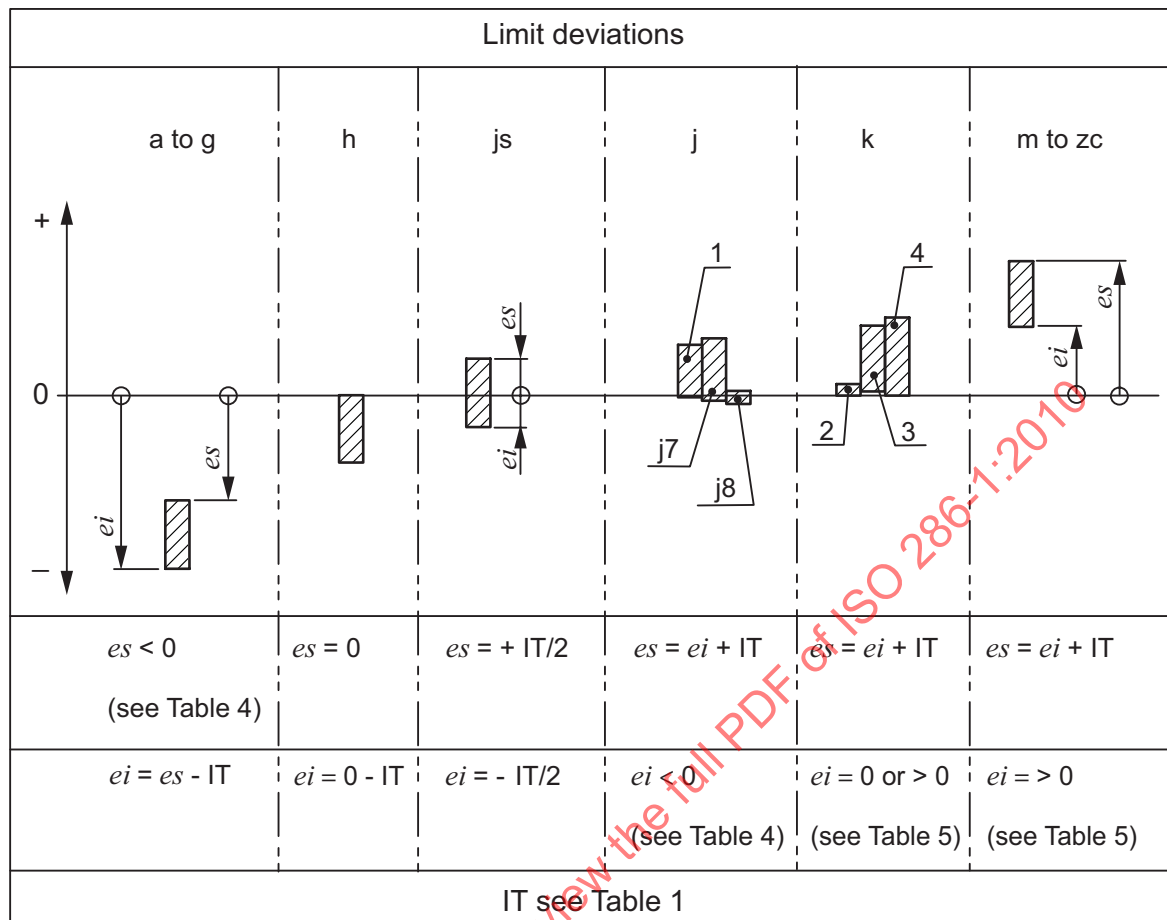 Limit deviations
a to g h js j k m to zc
+
1
4
es
es
ei
0
2
3
es
j7
ei
j8
ei
–
es < 0 es = 0 es = + IT/2 es = ei + IT es = ei + IT es = ei + IT
(see Table 4)
ei = es - IT ei = 0 - IT ei = - IT/2 ei < 0 ei = 0 or > 0 ei = > 0
(see Table 4) (see Table 5) (see Table 5)
IT see Table 1
view the full PDF of ISO 286-1:2010